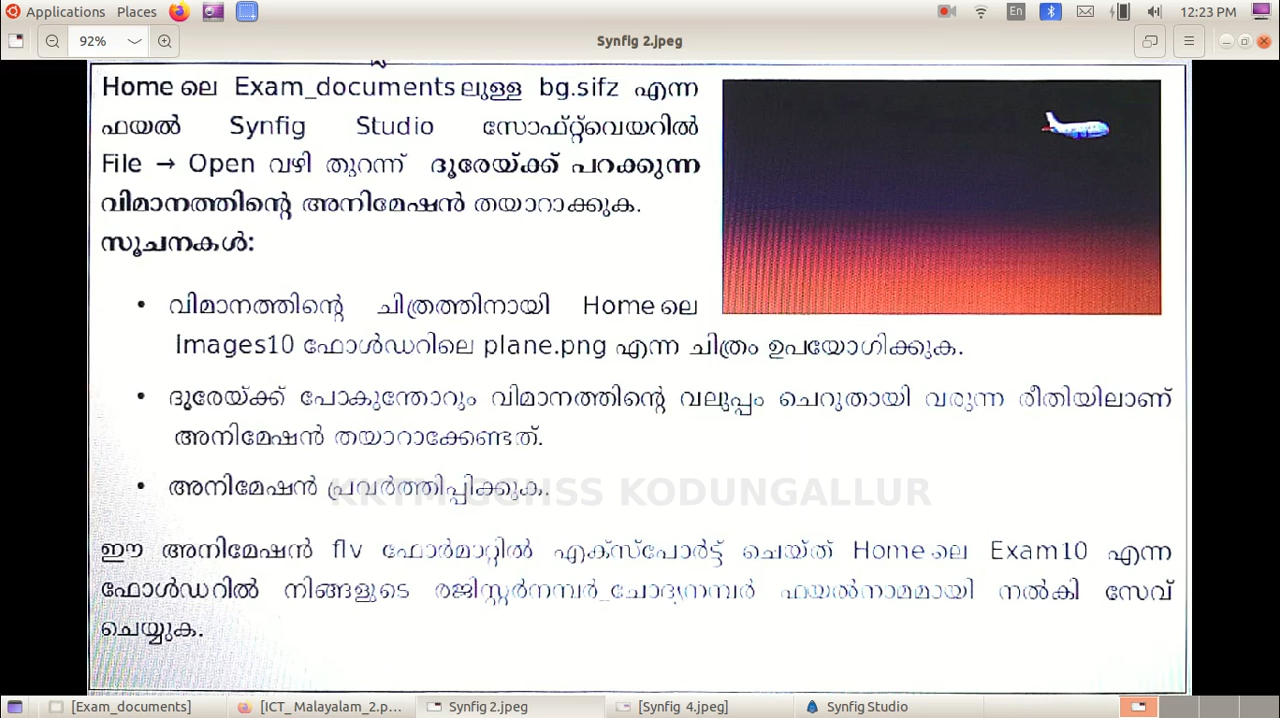 Applications Places En 12:23 PM
92% Synfig 2.jpeg
Home ലെ Exam_documents ലുള്ള bg.sifz എന്ന
ഫയൽ Synfig Studio സോഫ്റ്റ്‌വെയറിൽ
File → Open വഴി തുറന്ന് ദൂരേയ്ക്ക് പറക്കുന്ന
വിമാനത്തിന്റെ അനിമേഷൻ തയാറാക്കുക.
സൂചനകൾ:
• വിമാനത്തിന്റെ ചിത്രത്തിനായി Home ലെ
Images10 ഫോൾഡറിലെ plane.png എന്ന ചിത്രം ഉപയോഗിക്കുക.
• ദൂരേയ്ക്ക് പോകുന്തോറും വിമാനത്തിന്റെ വലുപ്പം ചെറുതായി വരുന്ന രീതിയിലാണ്
അനിമേഷൻ തയാറാക്കേണ്ടത്.
• അനിമേഷൻ പ്രവർത്തിപ്പിക്കുക.
KODUNGALLUR
ഈ അനിമേഷൻ flv ഫോർമാറ്റിൽ എക്സ്പോർട്ട് ചെയ്ത് Home ലെ Exam10 എന്ന
ഫോൾഡറിൽ നിങ്ങളുടെ രജിസ്റ്റർനമ്പർ_ചോദ്യനമ്പർ ഫയൽനാമമായി നൽകി സേവ്
ചെയ്യുക.
[Exam_documents] [ICT_Malayalam_2.p... Synfig 2.jpeg [Synfig 4.jpeg] Synfig Studio